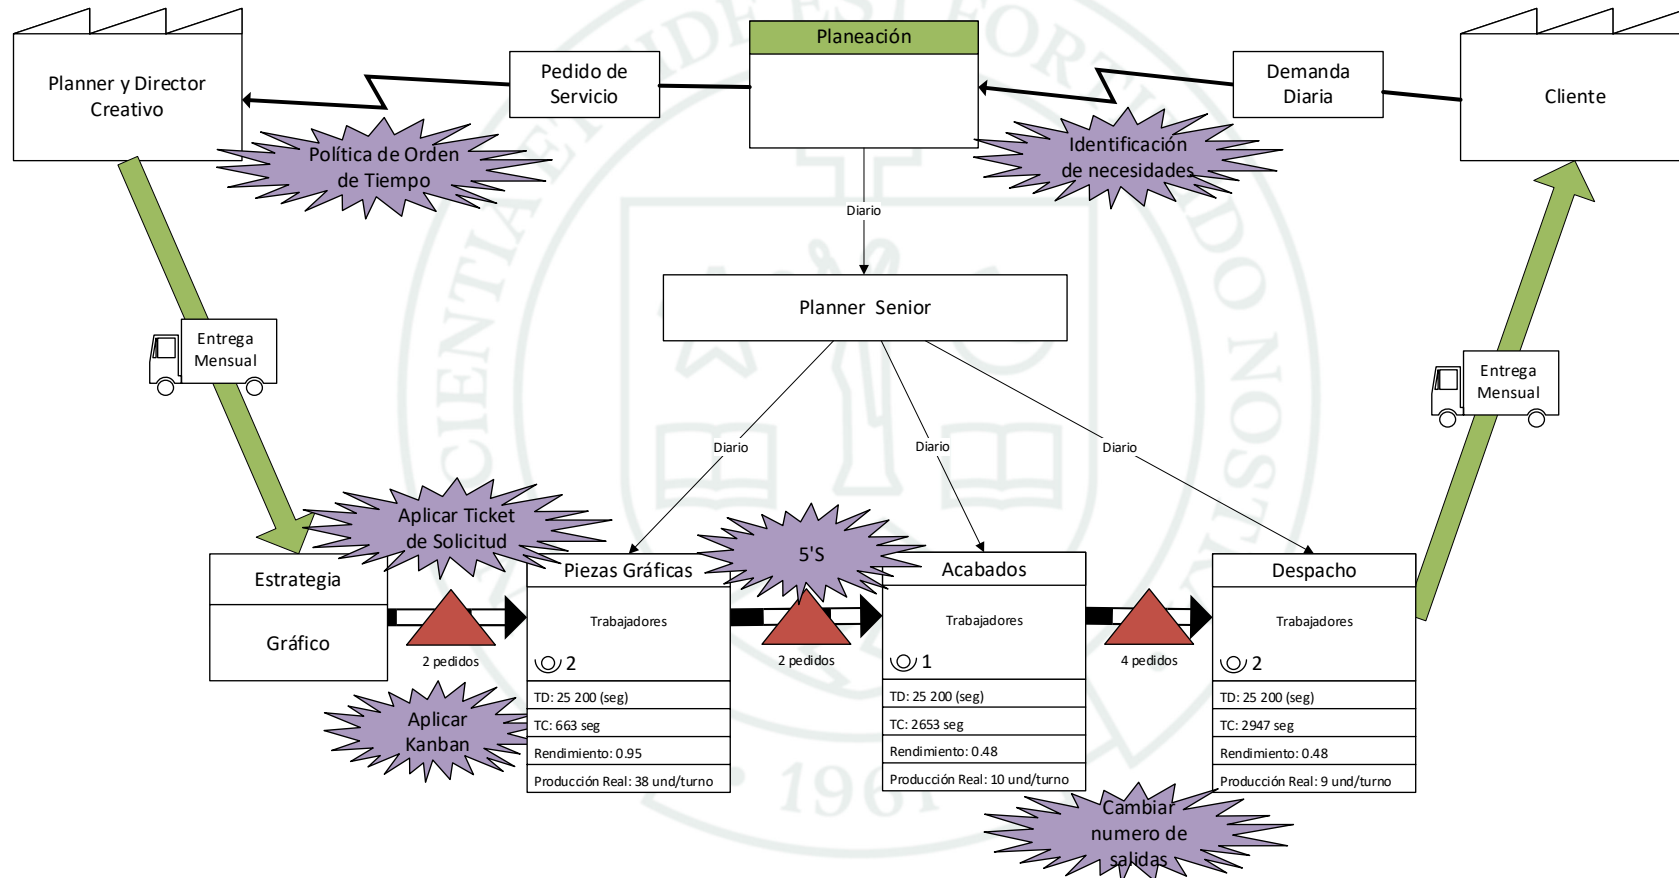 Planeación
Planner y Director
Creativo
Pedido de
Servicio
Demanda
Diaria
Cliente
Política de Orden
de Tiempo
Identificación
de necesidades
Diario
Planner  Senior
Entrega
Mensual
Entrega
Mensual
Diario
Diario
Diario
Aplicar Ticket
de Solicitud
5'S
Estrategia
Gráfico
2 pedidos
Aplicar
Kanban
Piezas Gráficas
Trabajadores
2
TD: 25 200 (seg)
TC: 663 seg
Rendimiento: 0.95
Producción Real: 38 und/turno
2 pedidos
Acabados
Trabajadores
1
TD: 25 200 (seg)
TC: 2653 seg
Rendimiento: 0.48
Producción Real: 10 und/turno
4 pedidos
Despacho
Trabajadores
2
TD: 25 200 (seg)
TC: 2947 seg
Rendimiento: 0.48
Producción Real: 9 und/turno
Cambiar
numero de
salidas